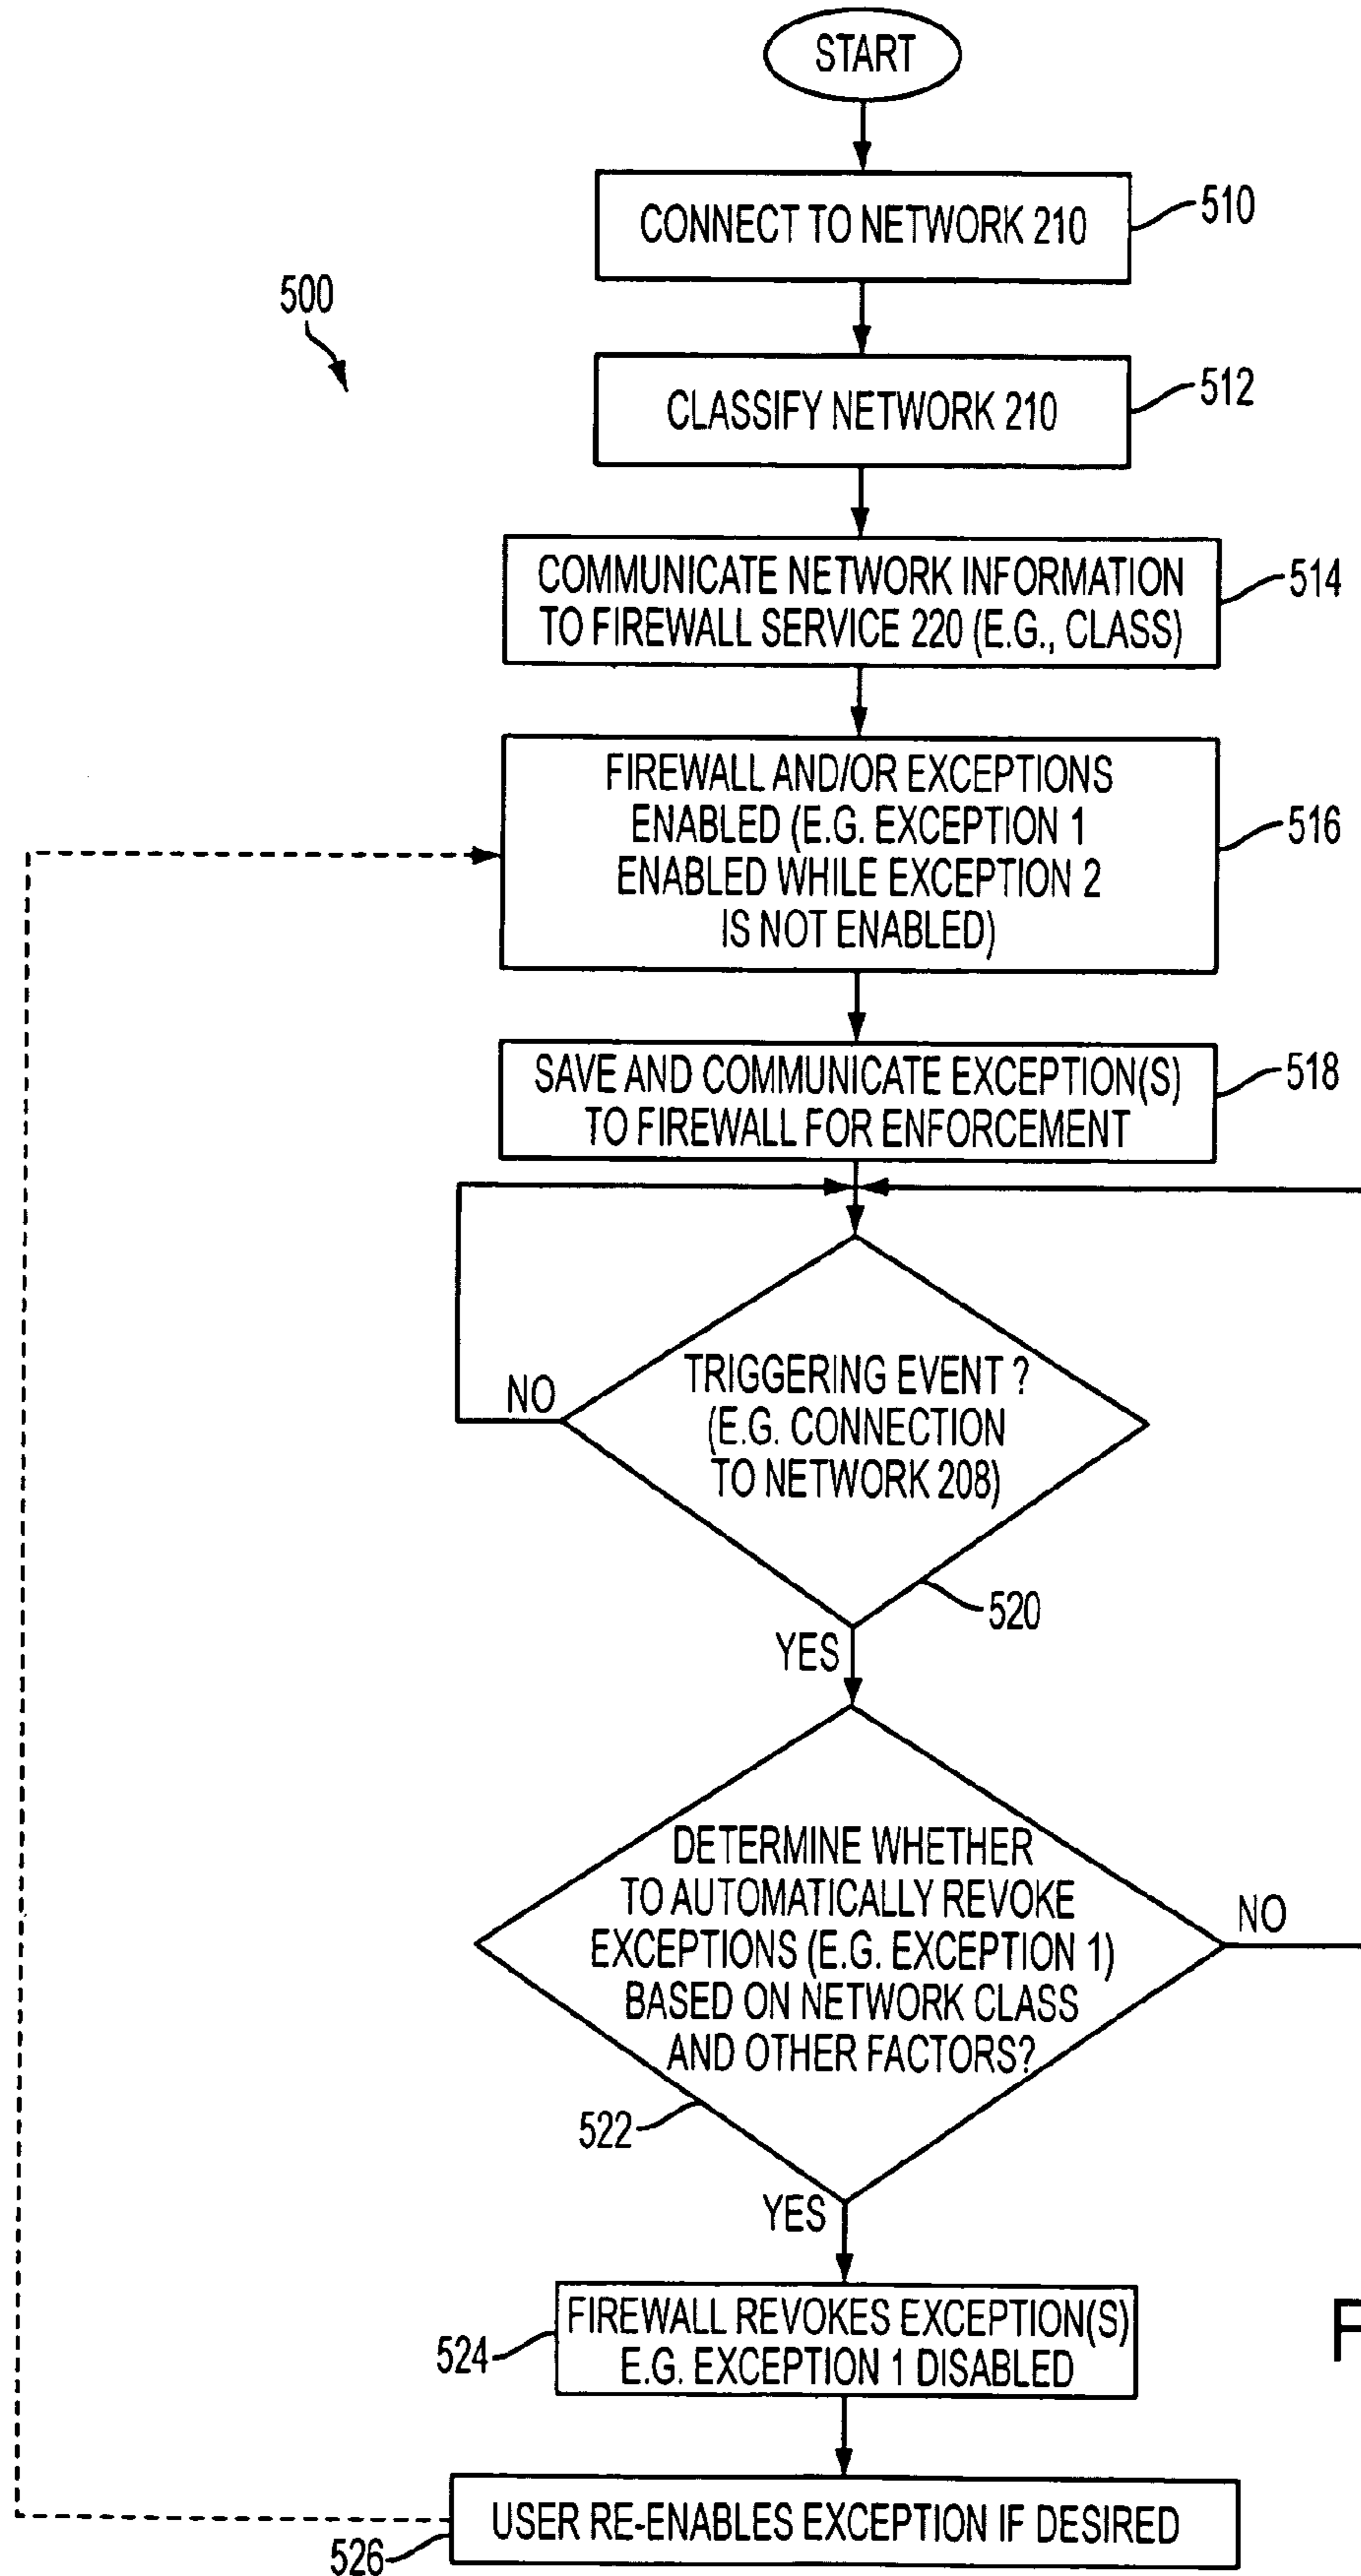 START
CONNECT TO NETWORK 210
510
500
CLASSIFY NETWORK 210
512
COMMUNICATE NETWORK INFORMATION
TO FIREWALL SERVICE 220 (E.G., CLASS)
514
FIREWALL AND/OR EXCEPTIONS
ENABLED (E.G. EXCEPTION 1
ENABLED WHILE EXCEPTION 2
IS NOT ENABLED)
516
SAVE AND COMMUNICATE EXCEPTION(S)
TO FIREWALL FOR ENFORCEMENT
518
TRIGGERING EVENT ?
(E.G. CONNECTION
TO NETWORK 208)
NO
520
YES
DETERMINE WHETHER
TO AUTOMATICALLY REVOKE
EXCEPTIONS (E.G. EXCEPTION 1)
BASED ON NETWORK CLASS
AND OTHER FACTORS?
NO
522
YES
FIREWALL REVOKES EXCEPTION(S)
E.G. EXCEPTION 1 DISABLED
524
F
USER RE-ENABLES EXCEPTION IF DESIRED
526